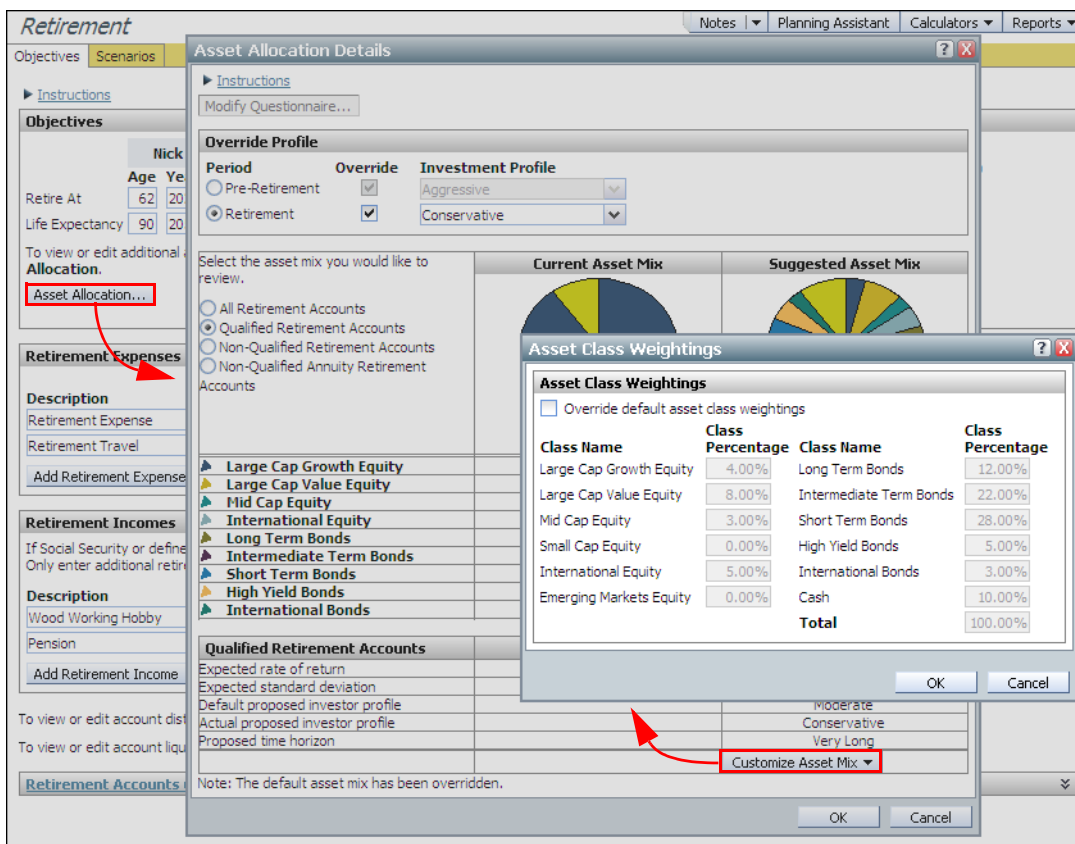 Retirement
Notes Planning Assistant Calculators Reports
Objectives Scenarios
Instructions
Objectives
Nick
Age Ye
Retire At 62 20
Life Expectancy 90 20
To view or edit additional
Allocation.
Asset Allocation...
Retirement Expenses
Description
Retirement Expense
Retirement Travel
Add Retirement Expense
Retirement Incomes
If Social Security or define
Only enter additional retir
Description
Wood Working Hobby
Pension
Add Retirement Income
To view or edit account dist
To view or edit account liqu
Retirement Accounts
Asset Allocation Details
Instructions
Modify Questionnaire...
Override Profile
Period Override Investment Profile
Pre-Retirement Aggressive
Retirement Conservative
Select the asset mix you would like to
review.
All Retirement Accounts
Qualified Retirement Accounts
Non-Qualified Retirement Accounts
Non-Qualified Annuity Retirement
Accounts
Current Asset Mix Suggested Asset Mix
Large Cap Growth Equity
Large Cap Value Equity
Mid Cap Equity
International Equity
Long Term Bonds
Intermediate Term Bonds
Short Term Bonds
High Yield Bonds
International Bonds
Qualified Retirement Accounts
Expected rate of return
Expected standard deviation
Default proposed investor profile Moderate
Actual proposed investor profile Conservative
Proposed time horizon Very Long
Customize Asset Mix
Note: The default asset mix has been overridden.
OK Cancel
Asset Class Weightings
Asset Class Weightings
Override default asset class weightings
Class Name Class Percentage Class Name Class Percentage
Large Cap Growth Equity 4.00% Long Term Bonds 12.00%
Large Cap Value Equity 8.00% Intermediate Term Bonds 22.00%
Mid Cap Equity 3.00% Short Term Bonds 28.00%
Small Cap Equity 0.00% High Yield Bonds 5.00%
International Equity 5.00% International Bonds 3.00%
Emerging Markets Equity 0.00% Cash 10.00%
Total 100.00%
OK Cancel